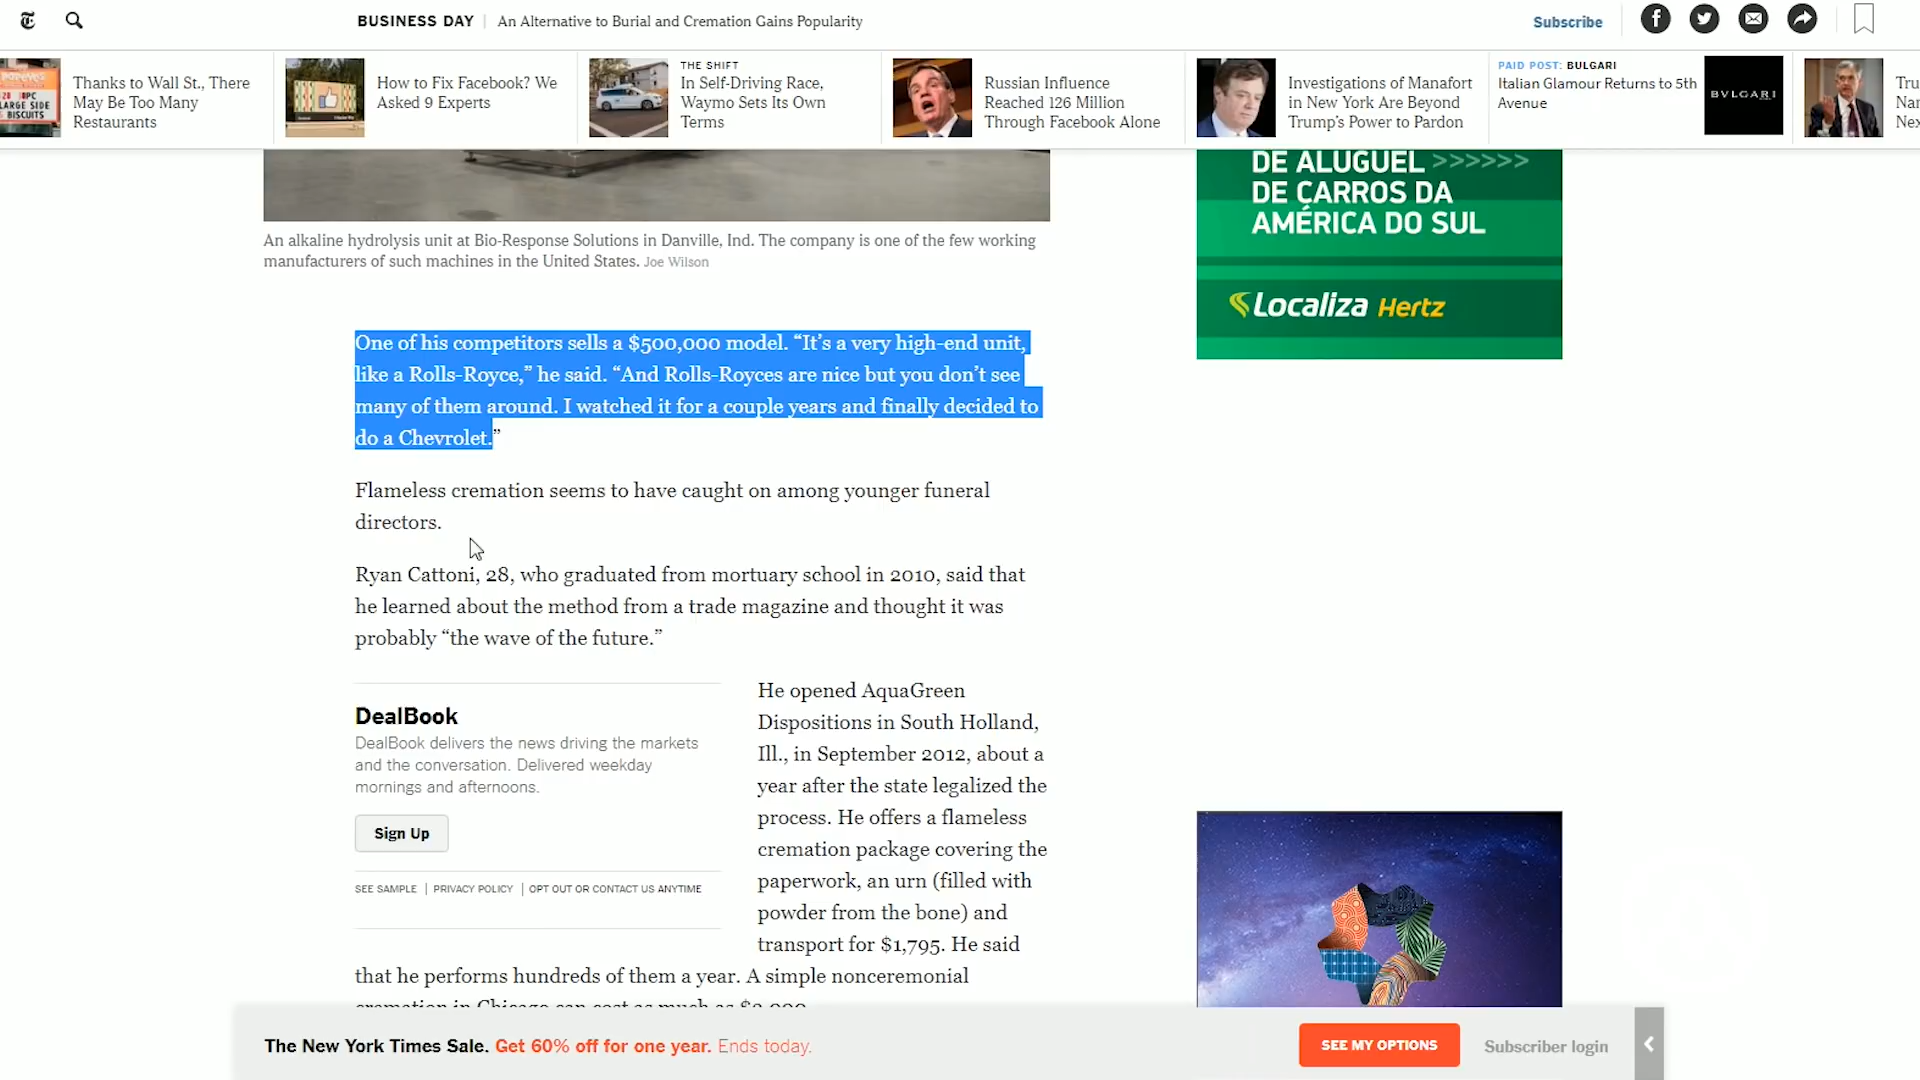 BUSINESS DAY | An Alternative to Burial and Cremation Gains Popularity
Subscribe
Thanks to Wall St., There
May Be Too Many
Restaurants
How to Fix Facebook? We
Asked 9 Experts
THE SHIFT
In Self-Driving Race,
Waymo Sets Its Own
Terms
Russian Influence
Reached 126 Million
Through Facebook Alone
Investigations of Manafort
in New York Are Beyond
Trump’s Power to Pardon
PAID POST: BULGARI
Italian Glamour Returns to 5th
Avenue
BVLGARI
LARGE SIDE
BISCUITS
DE ALUGUEL >>>>>>
DE CARROS DA
AMÉRICA DO SUL
Localiza Hertz
An alkaline hydrolysis unit at Bio-Response Solutions in Danville, Ind. The company is one of the few working
manufacturers of such machines in the United States. Joe Wilson
One of his competitors sells a $500,000 model. “It’s a very high-end unit,
like a Rolls-Royce,” he said. “And Rolls-Royces are nice but you don’t see
many of them around. I watched it for a couple years and finally decided to
do a Chevrolet.”
Flameless cremation seems to have caught on among younger funeral
directors.
Ryan Cattoni, 28, who graduated from mortuary school in 2010, said that
he learned about the method from a trade magazine and thought it was
probably “the wave of the future.”
DealBook
DealBook delivers the news driving the markets
and the conversation. Delivered weekday
mornings and afternoons.
Sign Up
SEE SAMPLE | PRIVACY POLICY | OPT OUT OR CONTACT US ANYTIME
He opened AquaGreen
Dispositions in South Holland,
Ill., in September 2012, about a
year after the state legalized the
process. He offers a flameless
cremation package covering the
paperwork, an urn (filled with
powder from the bone) and
transport for $1,795. He said
that he performs hundreds of them a year. A simple nonceremonial
cremation in Chicago can cost as much as $3,000.
The New York Times Sale. Get 60% off for one year. Ends today.
SEE MY OPTIONS
Subscriber login